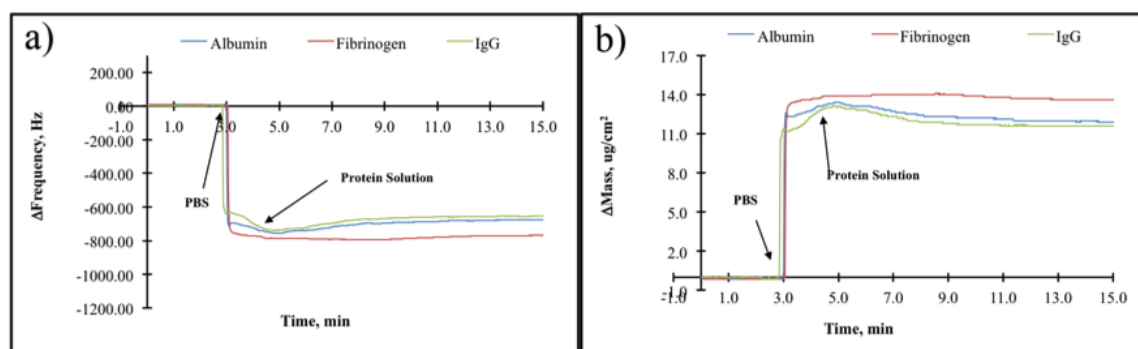 a)
Albumin Fibrinogen IgG
ΔFrequency, Hz
200.00
0.00
-200.00
-400.00
-600.00
-800.00
-1000.00
-1200.00
-1.0 1.0 3.0 5.0 7.0 9.0 11.0 13.0 15.0
PBS
Protein Solution
Time, min
b)
Albumin Fibrinogen IgG
ΔMass, ug/cm²
17.0
14.0
11.0
8.0
5.0
2.0
-1.0
-1.0 1.0 3.0 5.0 7.0 9.0 11.0 13.0 15.0
Protein Solution
PBS
Time, min